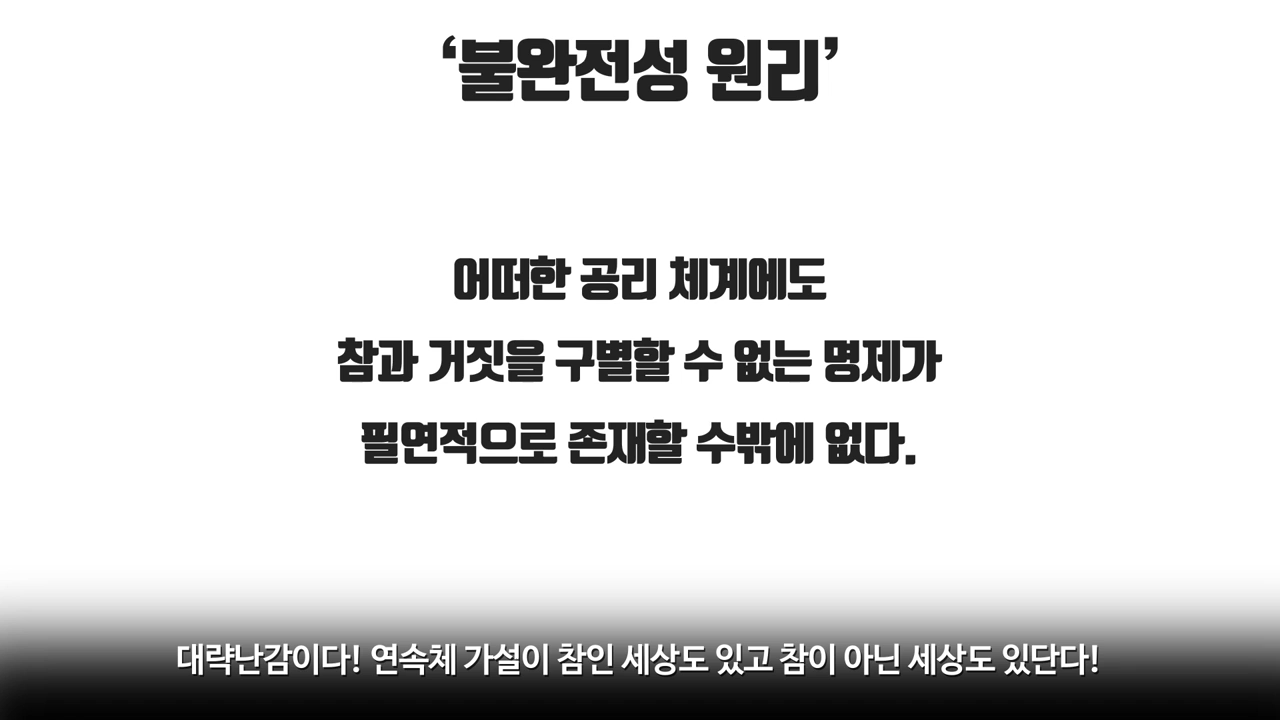 ‘불완전성 원리’
어떠한 공리 체계에도
참과 거짓을 구별할 수 없는 명제가
필연적으로 존재할 수밖에 없다.
대략난감이다! 연속체 가설이 참인 세상도 있고 참이 아닌 세상도 있단다!